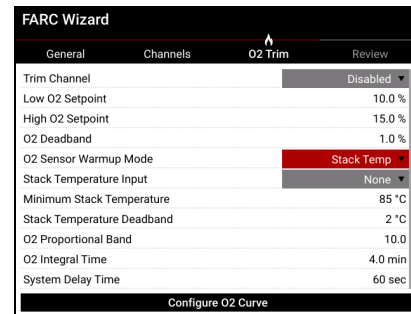 FARC Wizard
General Channels O2 Trim Review
Trim Channel Disabled
Low O2 Setpoint 10.0 %
High O2 Setpoint 15.0 %
O2 Deadband 1.0 %
O2 Sensor Warmup Mode Stack Temp
Stack Temperature Input None
Minimum Stack Temperature 85 °C
Stack Temperature Deadband 2 °C
O2 Proportional Band 10.0
O2 Integral Time 4.0 min
System Delay Time 60 sec
Configure O2 Curve